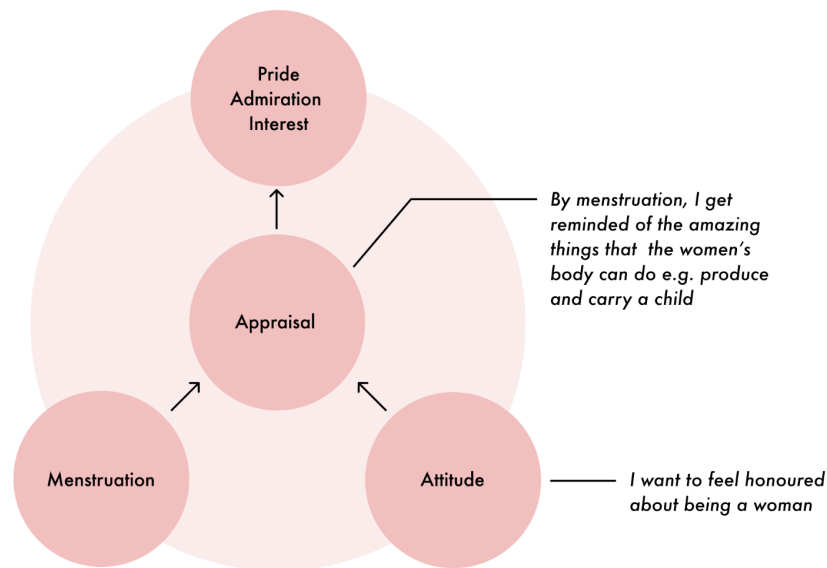 Pride
Admiration
Interest
By menstruation, I get
reminded of the amazing
things that the women's
body can do e.g. produce
and carry a child
Appraisal
Menstruation
Attitude
I want to feel honoured
about being a woman